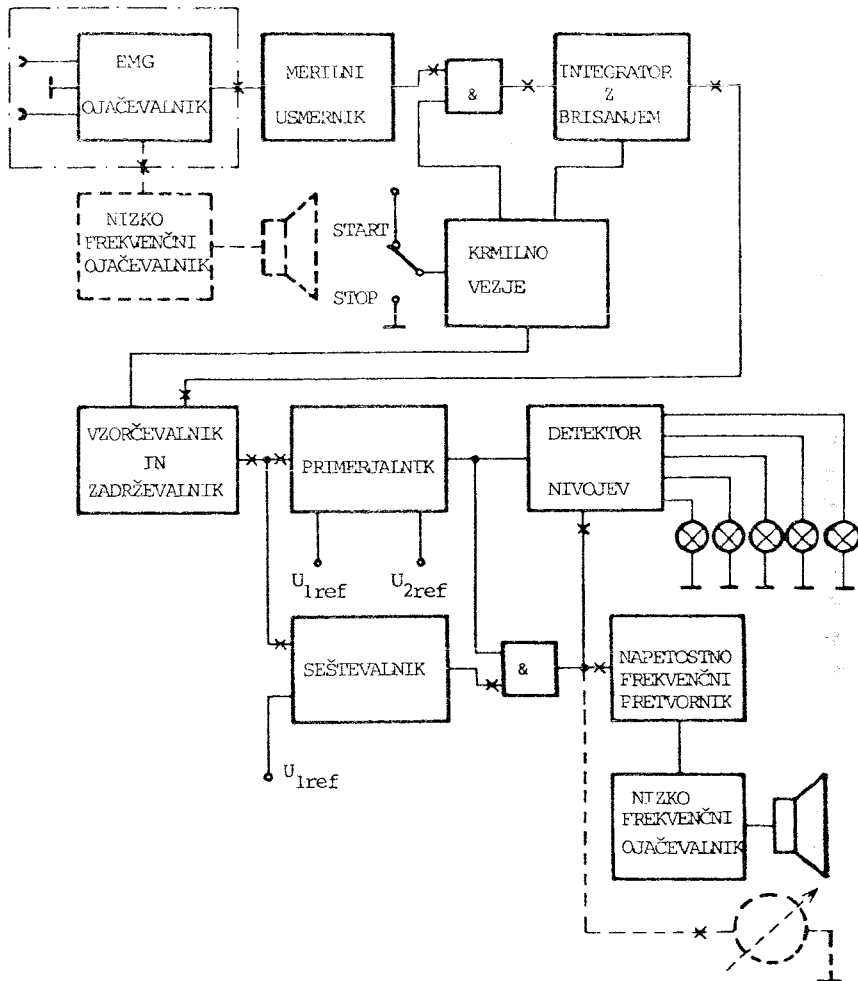 EMG
OJAČEVALNIK
MERILNI
USMERNIK
&
INTEGRATOR
Z
BRISANJEM
NIZKO
FREKVENČNI
OJAČEVALNIK
START
STOP
KRMILNO
VEZJE
VZORČEVALNIK
IN
ZADRŽEVALNIK
PRIMERJALNIK
DETEKTOR
NIVOJEV
U1ref
U2ref
SEŠTEVALNIK
&
NAPETOSTNO
FREKVENČNI
PRETVORNIK
U1ref
NIZKO
FREKVENČNI
OJAČEVALNIK